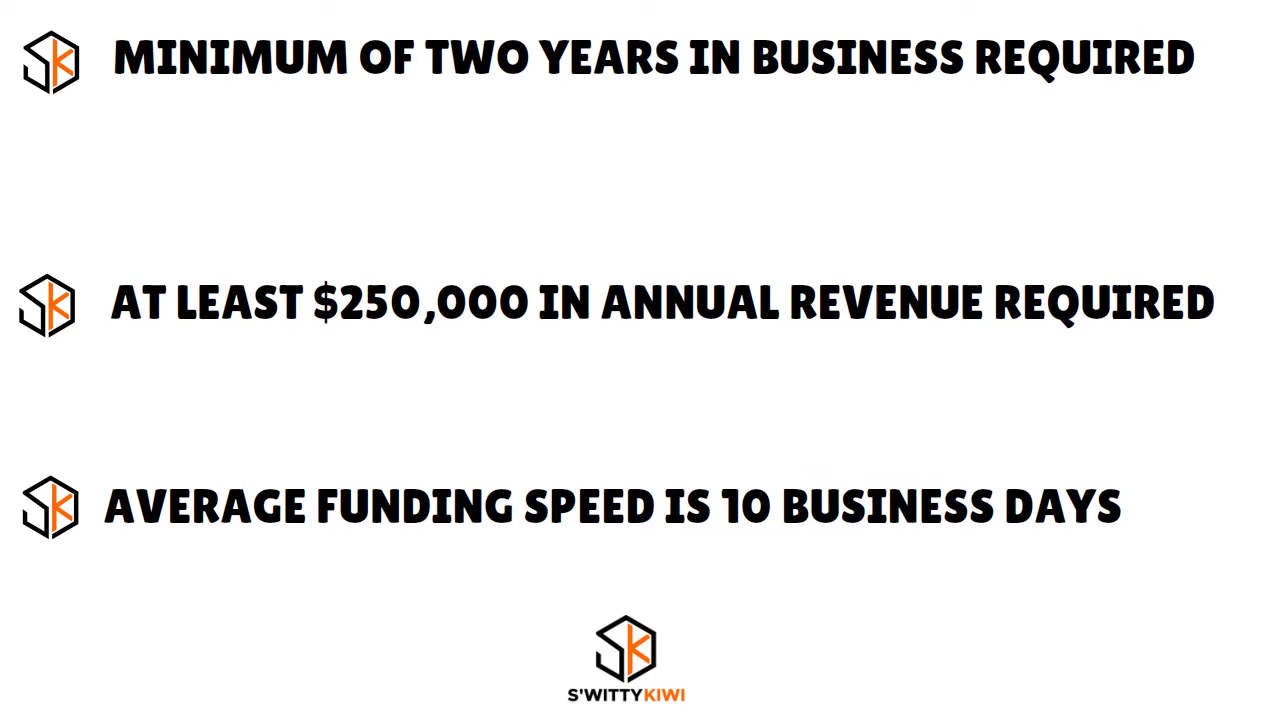 MINIMUM OF TWO YEARS IN BUSINESS REQUIRED
AT LEAST $250,000 IN ANNUAL REVENUE REQUIRED
AVERAGE FUNDING SPEED IS 10 BUSINESS DAYS
S'WITTYKIWI